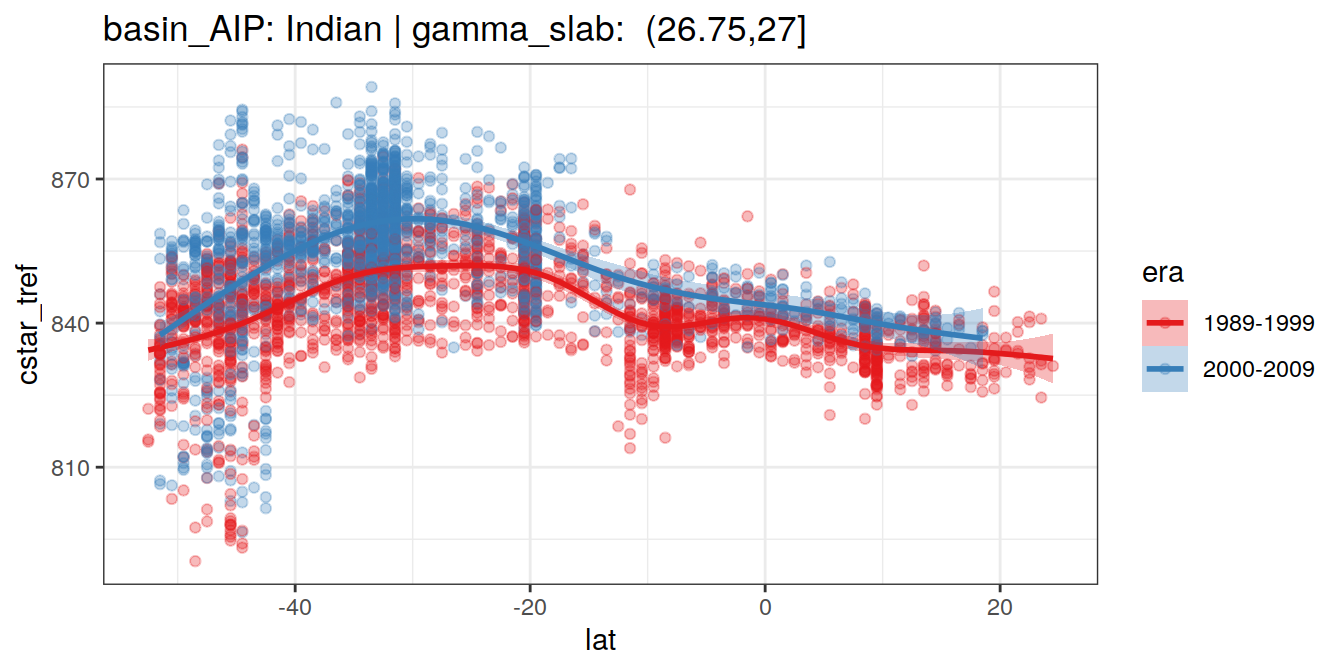 basin_AIP: Indian | gamma_slab:  (26.75,27]
cstar_tref
870
840
810
-40
-20
0
20
lat
era
1989-1999
2000-2009